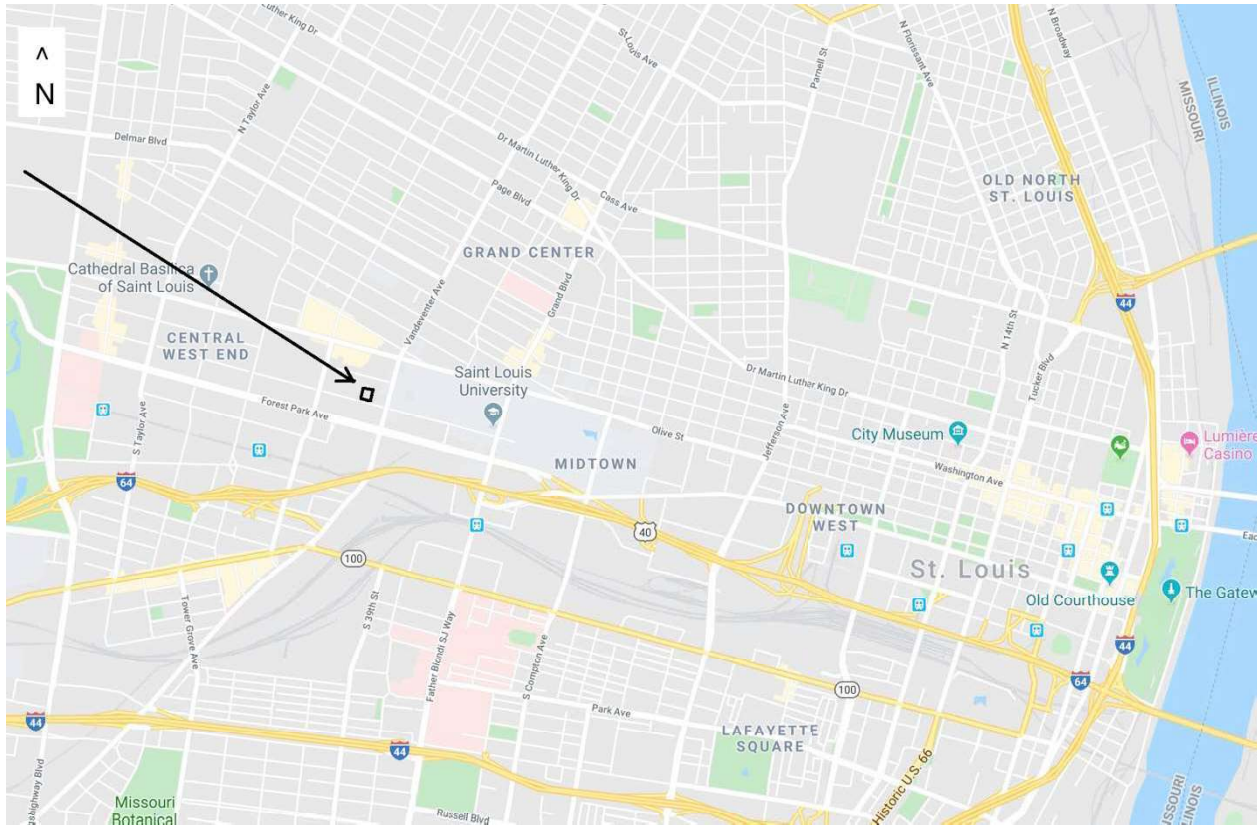 ^
N
Luther King Dr
N Taylor Ave
Delmar Blvd
St. Louis Ave
Parnell St
N Florissant Ave
N Broadway
ILLINOIS
MISSOURI
Dr Martin Luther King Dr
Page Blvd
Cass Ave
OLD NORTH
ST. LOUIS
GRAND CENTER
Cathedral Basilica
of Saint Louis
Vandeventer Ave
Grand Blvd
44
N 14th St
Tucker Blvd
CENTRAL
WEST END
Saint Louis
University
Dr Martin Luther King Dr
Forest Park Ave
S Taylor Ave
Olive St
Jefferson Ave
City Museum
Lumière
Casino
MIDTOWN
Washington Ave
64
DOWNTOWN
WEST
40
Eac
100
St. Louis
Old Courthouse
The Gatew
Tower Grove Ave
S 39th St
Father Biondi SJ Way
S Compton Ave
44
64
100
Park Ave
LAFAYETTE
SQUARE
44
44
Historic U.S. 66
gshighway Blvd
Missouri
Botanical
Russell Blvd
ISSOURI
ILLINOIS